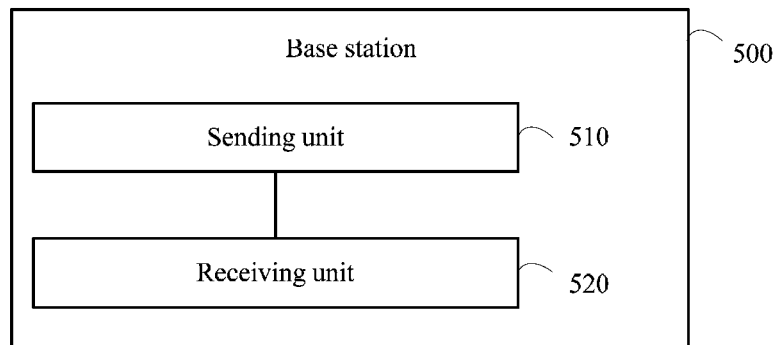 Base station
500
Sending unit
510
Receiving unit
520